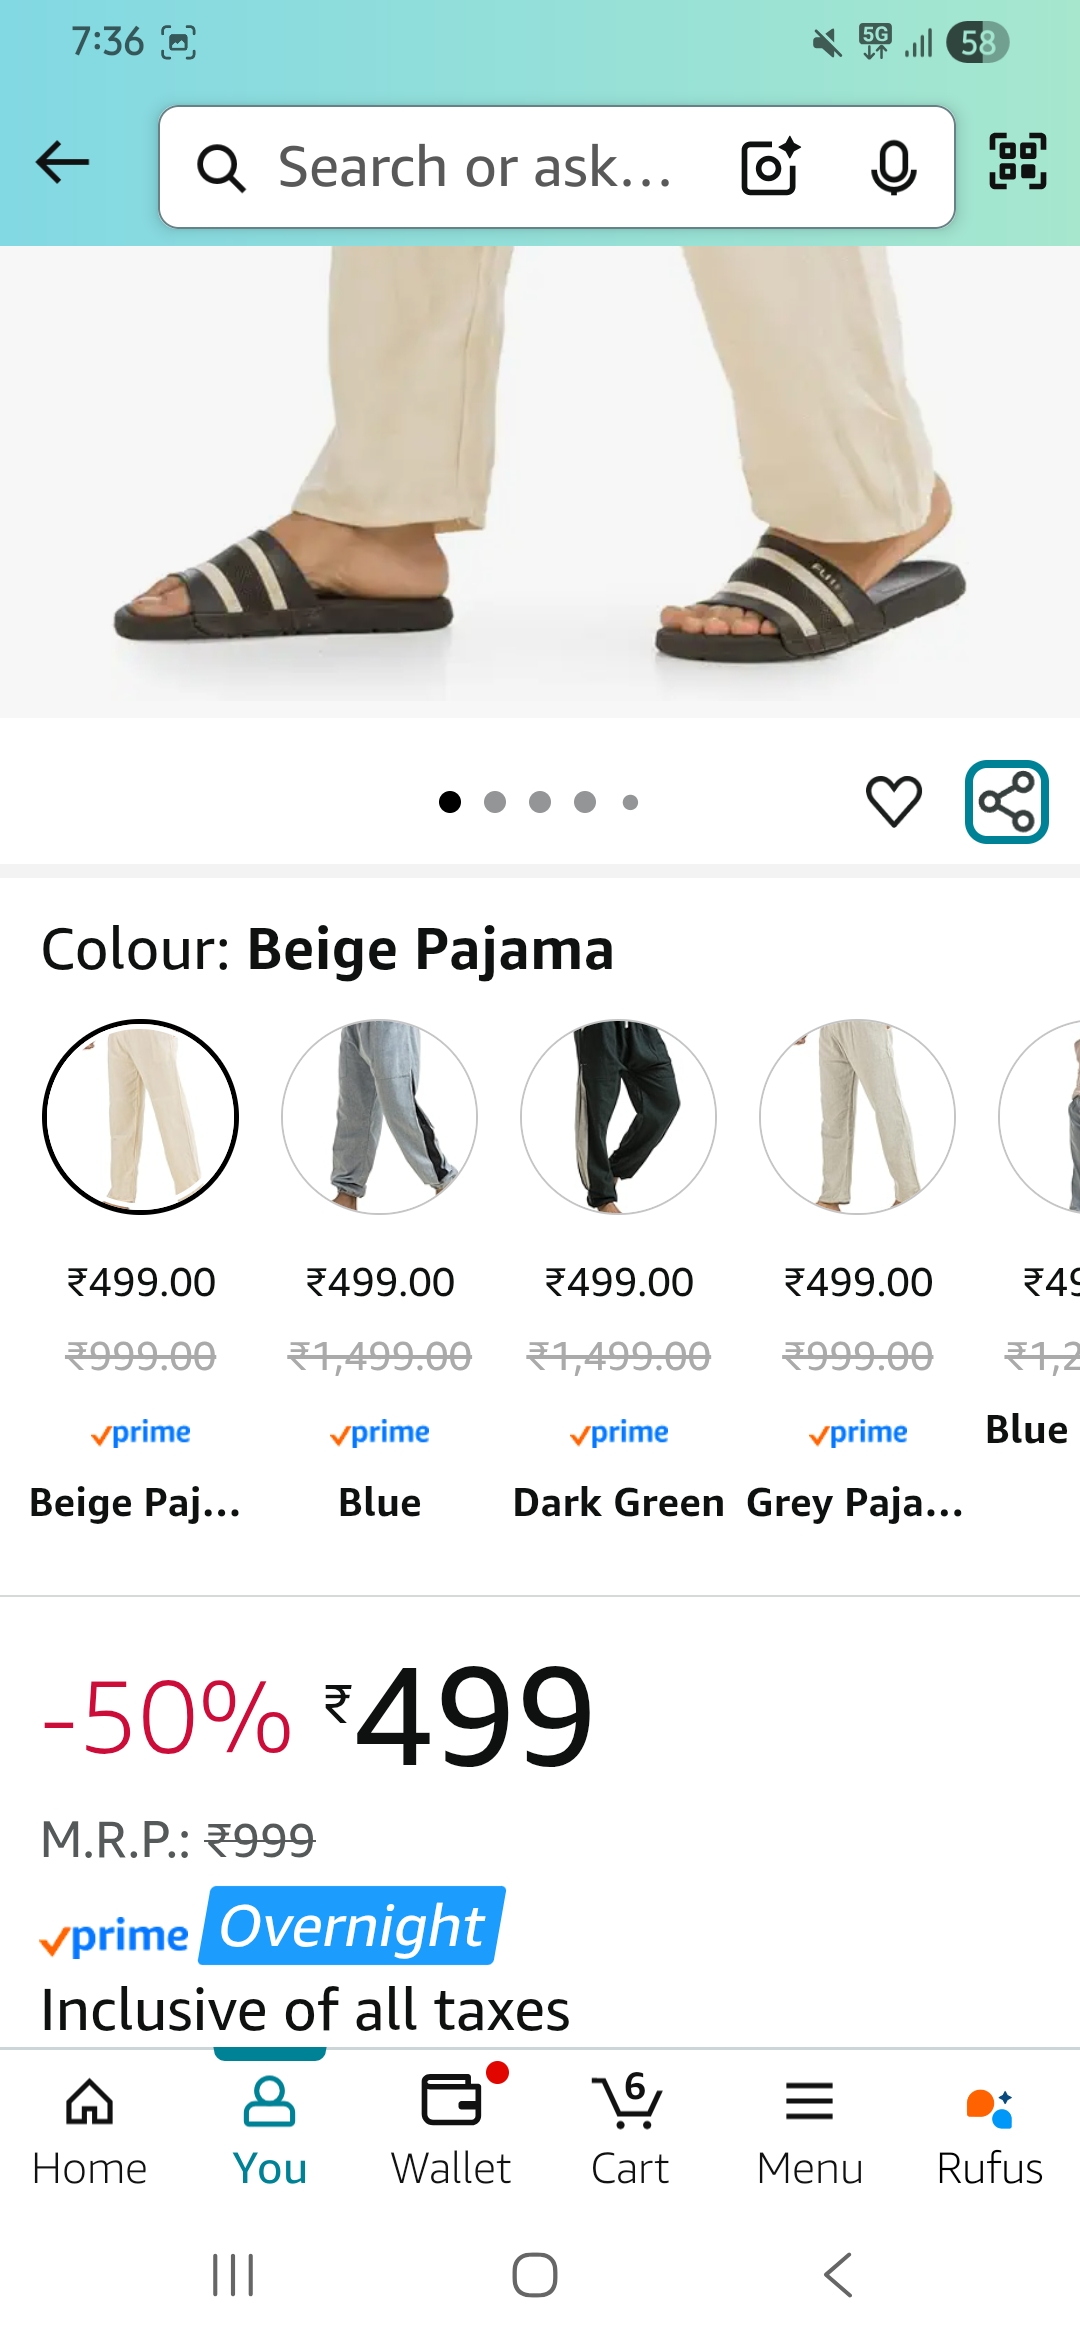 7:36
5G
58
Search or ask...
Colour: Beige Pajama
₹499.00 ₹499.00 ₹499.00 ₹499.00 ₹49
₹999.00 ₹1,499.00 ₹1,499.00 ₹999.00 ₹1,2
prime prime prime prime Blue
Beige Paj... Blue Dark Green Grey Paja...
-50% ₹499
M.R.P.: ₹999
prime Overnight
Inclusive of all taxes
6
Home You Wallet Cart Menu Rufus